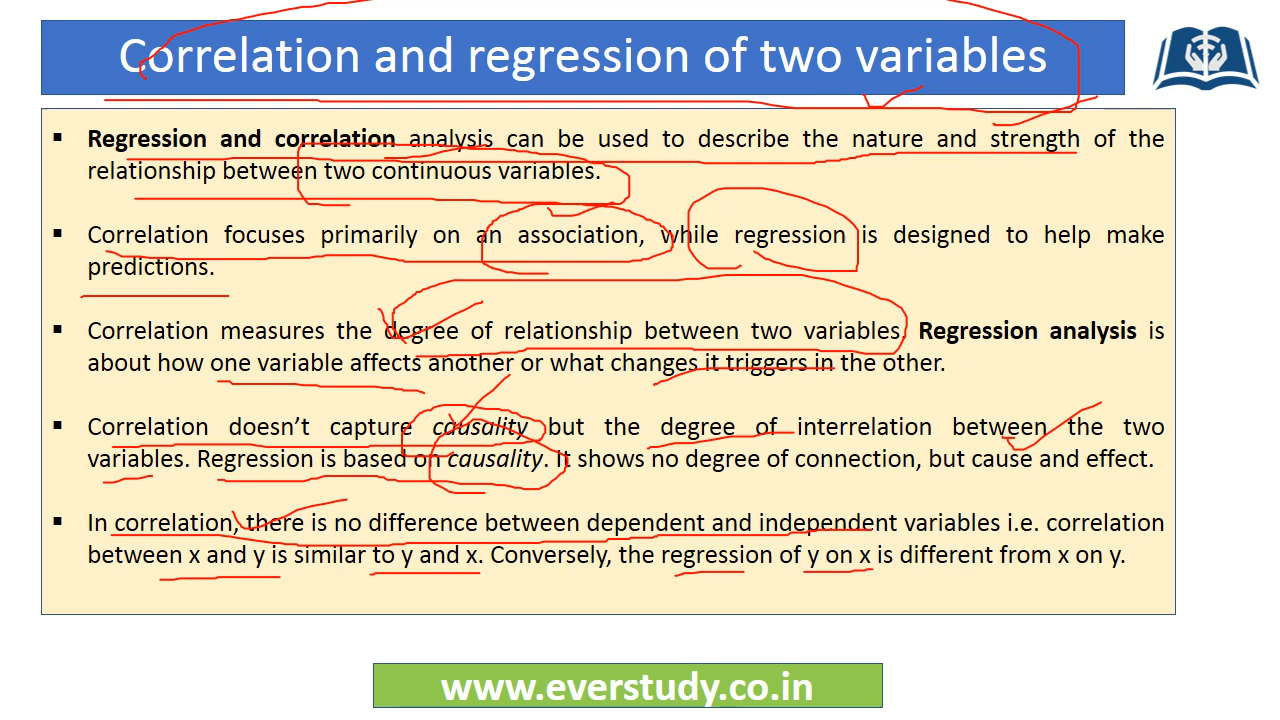 Correlation and regression of two variables
▪ Regression and correlation analysis can be used to describe the nature and strength of the
relationship between two continuous variables.
▪ Correlation focuses primarily on an association, while regression is designed to help make
predictions.
▪ Correlation measures the degree of relationship between two variables. Regression analysis is
about how one variable affects another or what changes it triggers in the other.
▪ Correlation doesn't capture causality but the degree of interrelation between the two
variables. Regression is based on causality. It shows no degree of connection, but cause and effect.
▪ In correlation, there is no difference between dependent and independent variables i.e. correlation
between x and y is similar to y and x. Conversely, the regression of y on x is different from x on y.
www.everstudy.co.in